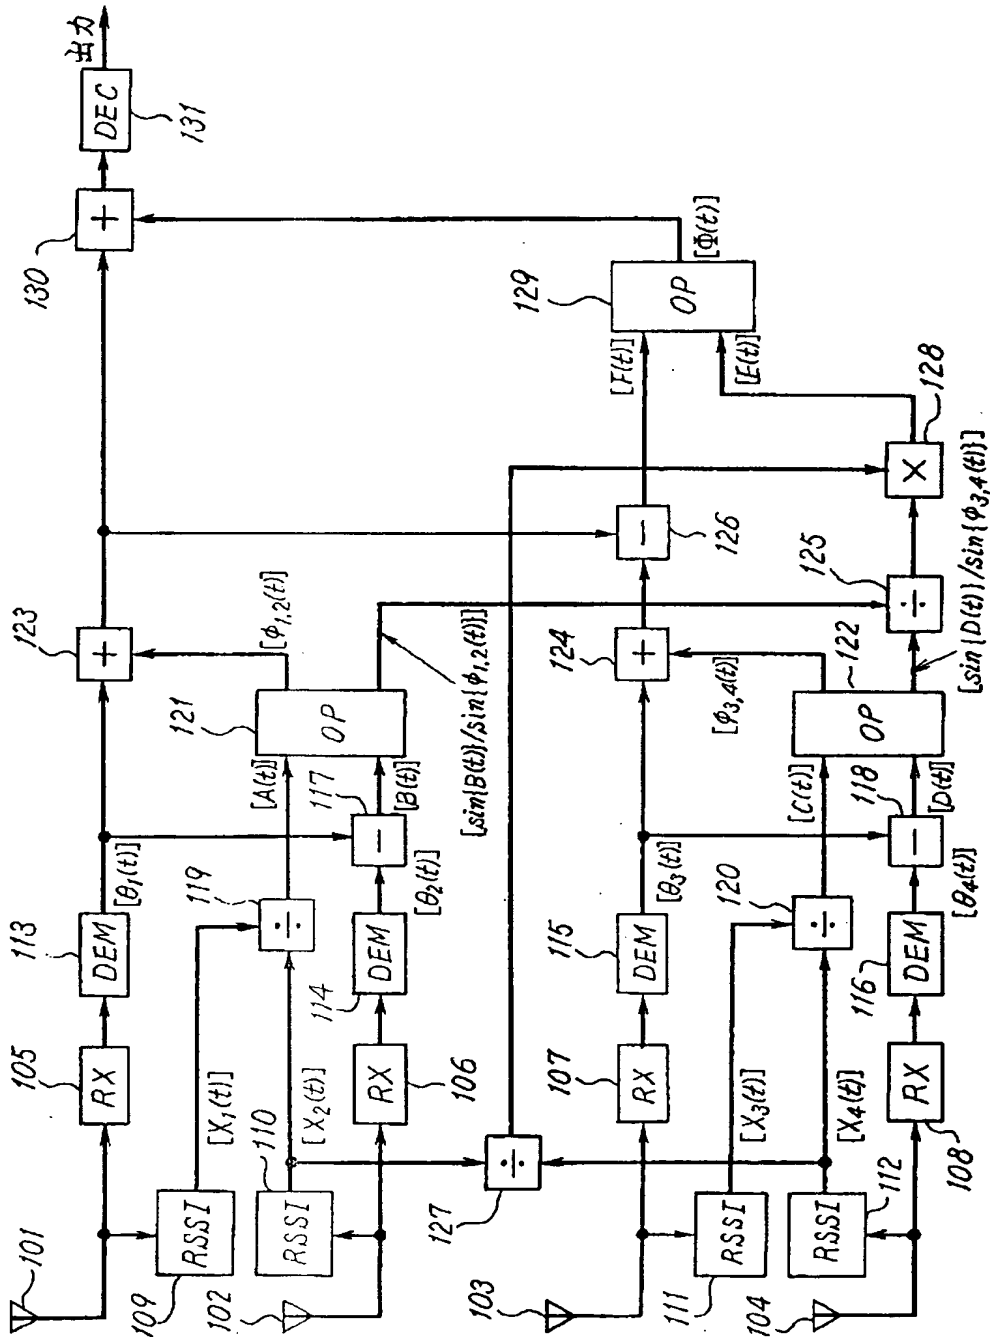 101
105
RX
113
DEM
[θ₁(t)]
123
+
130
+
DEC
131
出力
109
RSSI
[X₁(t)]
119
÷
[A(t)]
121
OP
[ϕ₁,₂(t)]
102
110
RSSI
[X₂(t)]
106
RX
114
DEM
[θ₂(t)]
117
−
[B(t)]
[sin{B(t)}/sin{ϕ₁,₂(t)}]
127
÷
103
107
RX
115
DEM
[θ₃(t)]
124
+
126
−
[F(t)]
129
OP
[Φ(t)]
[E(t)]
111
RSSI
[X₃(t)]
120
÷
[C(t)]
122
OP
[ϕ₃,₄(t)]
104
112
RSSI
[X₄(t)]
108
RX
116
DEM
[θ₄(t)]
118
−
[D(t)]
[sin{D(t)}/sin{ϕ₃,₄(t)}]
125
÷
128
X